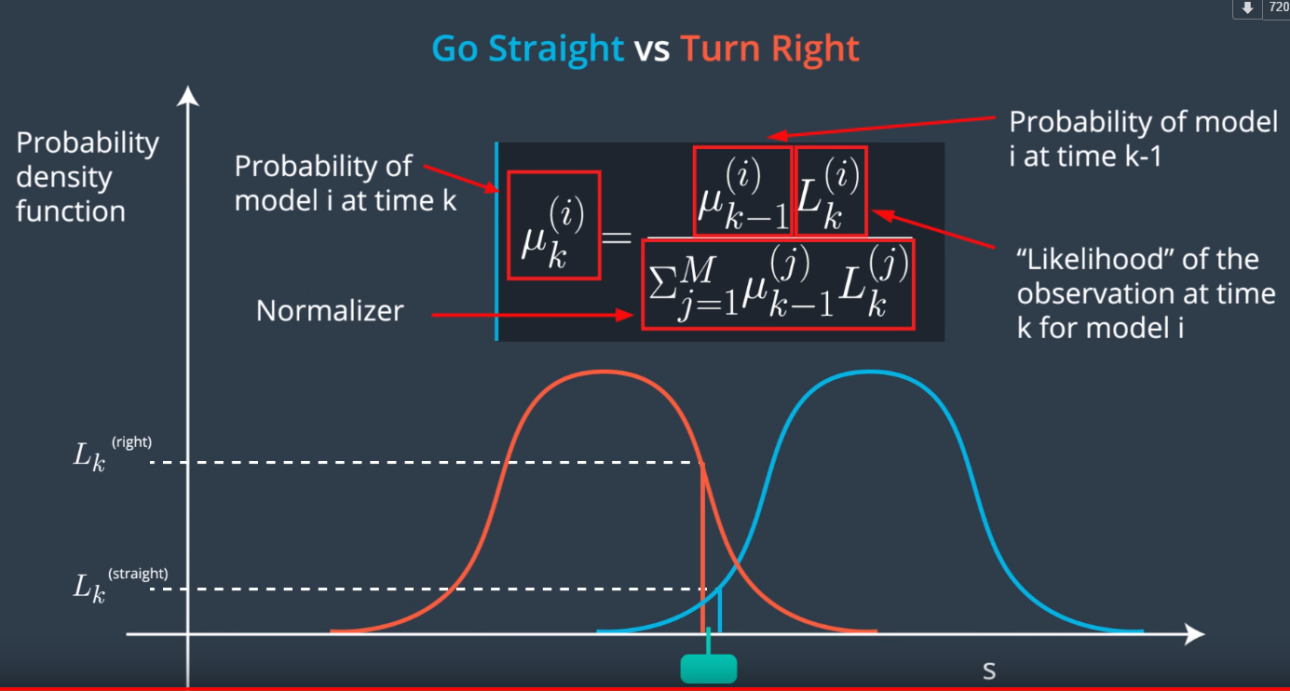 720
Go Straight vs Turn Right
Probability
density
function
Probability of
model i at time k
Normalizer
μ_k^{(i)} = \frac{μ_{k-1}^{(i)} L_k^{(i)}}{Σ_{j=1}^{M} μ_{k-1}^{(j)} L_k^{(j)}}
Probability of model
i at time k-1
“Likelihood” of the
observation at time
k for model i
L_k^{(right)}
L_k^{(straight)}
s